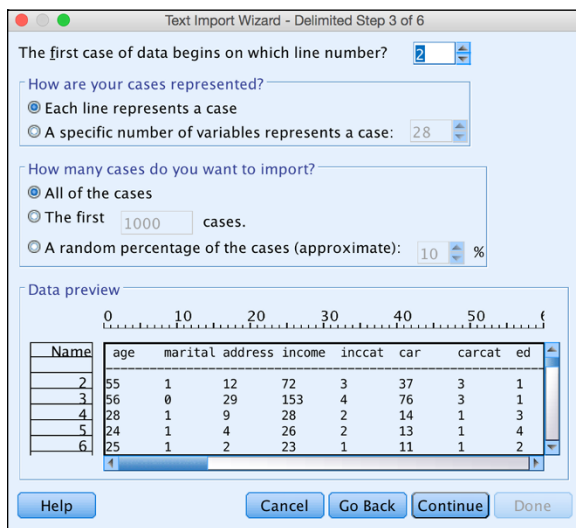 Text Import Wizard - Delimited Step 3 of 6
The first case of data begins on which line number? 2
How are your cases represented?
Each line represents a case
A specific number of variables represents a case: 28
How many cases do you want to import?
All of the cases
The first 1000 cases.
A random percentage of the cases (approximate): 10 %
Data preview
0 10 20 30 40 50 6
Name age marital address income inccat car carcat ed
2 55 1 12 72 3 37 3 1
3 56 0 29 153 4 76 3 1
4 28 1 9 28 2 14 1 3
5 24 1 4 26 2 13 1 4
6 25 1 2 23 1 11 1 2
Help Cancel Go Back Continue Done